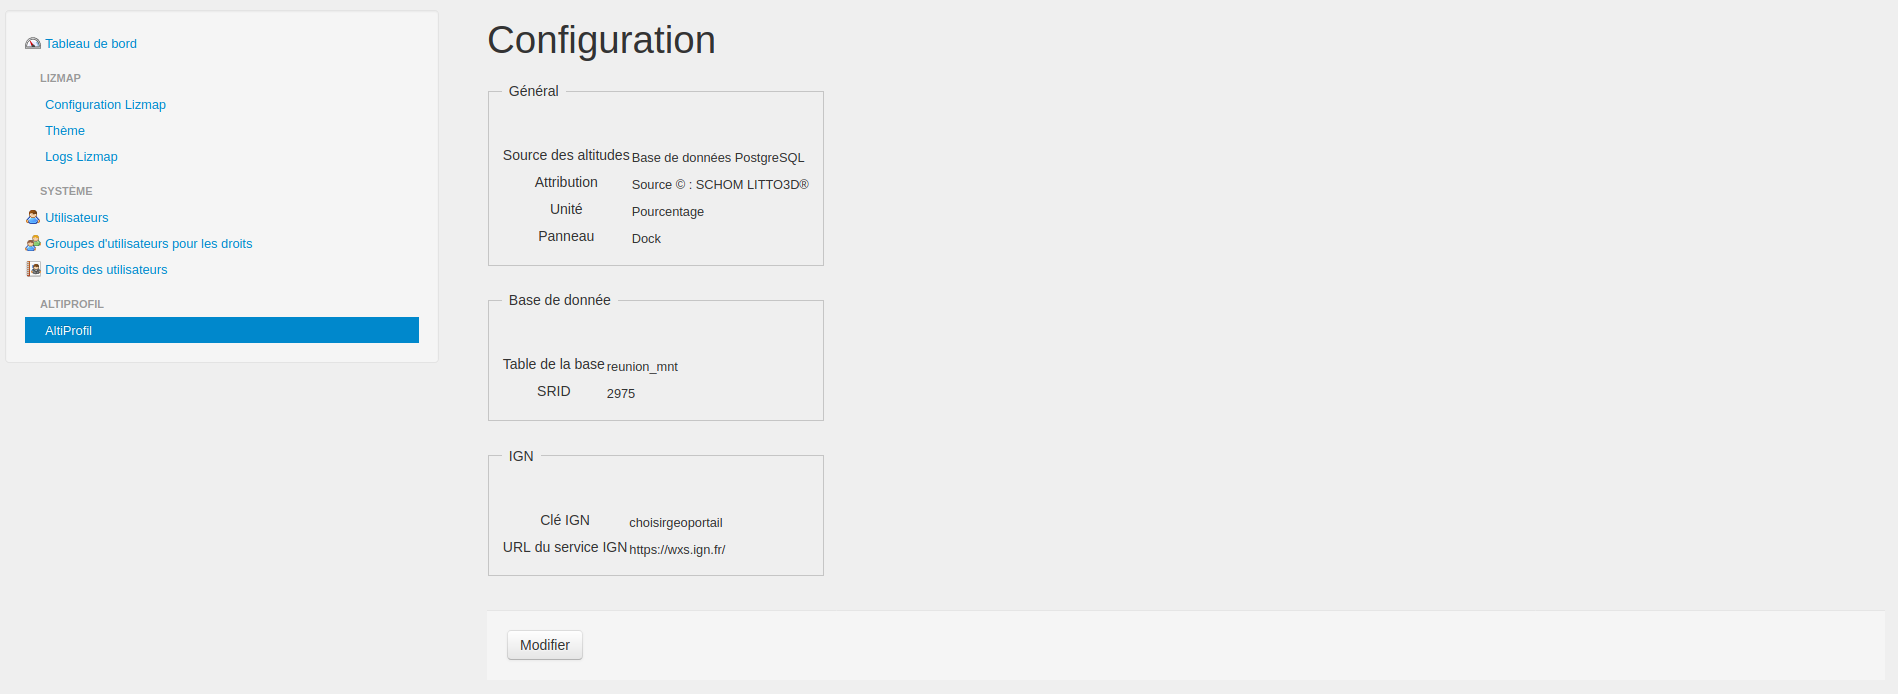 Tableau de bord
LIZMAP
Configuration Lizmap
Thème
Logs Lizmap
SYSTÈME
Utilisateurs
Groupes d'utilisateurs pour les droits
Droits des utilisateurs
ALTIPROFIL
AltiProfil
Configuration
Général
Source des altitudes Base de données PostgreSQL
Attribution Source © : SCHOM LITTO3D®
Unité Pourcentage
Panneau Dock
Base de donnée
Table de la base reunion_mnt
SRID 2975
IGN
Clé IGN choisirgeoportail
URL du service IGN https://wxs.ign.fr/
Modifier